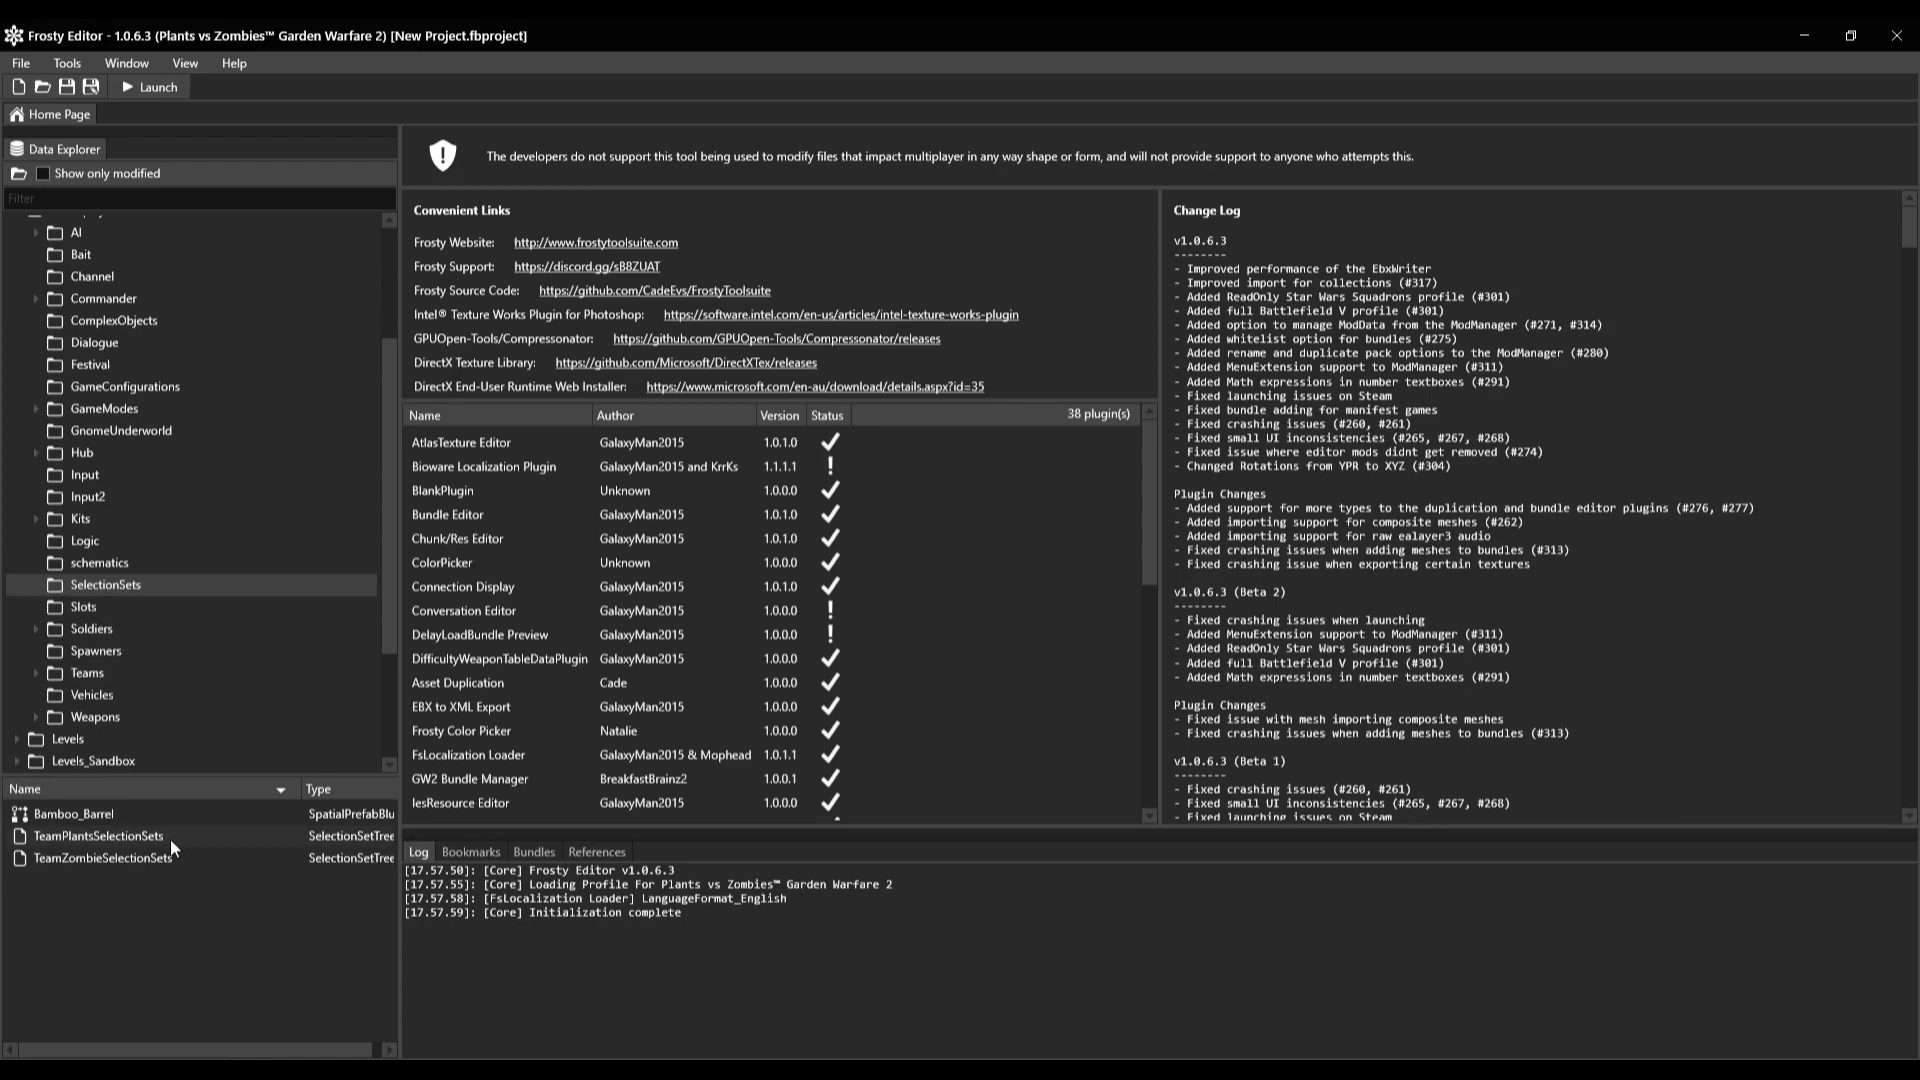 Frosty Editor - 1.0.6.3 (Plants vs Zombies™ Garden Warfare 2) [New Project.fbproject]
File Tools Window View Help
Launch
Home Page
Data Explorer
Show only modified
Filter
AI
Bait
Channel
Commander
ComplexObjects
Dialogue
Festival
GameConfigurations
GameModes
GnomeUnderworld
Hub
Input
Input2
Kits
Logic
schematics
SelectionSets
Slots
Soldiers
Spawners
Teams
Vehicles
Weapons
Levels
Levels_Sandbox
Name Type
Bamboo_Barrel SpatialPrefabBlu
TeamPlantsSelectionSets SelectionSetTree
TeamZombieSelectionSets SelectionSetTree
The developers do not support this tool being used to modify files that impact multiplayer in any way shape or form, and will not provide support to anyone who attempts this.
Convenient Links
Frosty Website: http://www.frostytoolsuite.com
Frosty Support: https://discord.gg/sB8ZUAT
Frosty Source Code: https://github.com/CadeEvs/FrostyToolsuite
Intel® Texture Works Plugin for Photoshop: https://software.intel.com/en-us/articles/intel-texture-works-plugin
GPUOpen-Tools/Compressonator: https://github.com/GPUOpen-Tools/Compressonator/releases
DirectX Texture Library: https://github.com/Microsoft/DirectXTex/releases
DirectX End-User Runtime Web Installer: https://www.microsoft.com/en-au/download/details.aspx?id=35
Name Author Version Status 38 plugin(s)
AtlasTexture Editor GalaxyMan2015 1.0.1.0
Bioware Localization Plugin GalaxyMan2015 and KrrKs 1.1.1.1 !
BlankPlugin Unknown 1.0.0.0
Bundle Editor GalaxyMan2015 1.0.1.0
Chunk/Res Editor GalaxyMan2015 1.0.1.0
ColorPicker Unknown 1.0.0.0
Connection Display GalaxyMan2015 1.0.1.0
Conversation Editor GalaxyMan2015 1.0.0.0 !
DelayLoadBundle Preview GalaxyMan2015 1.0.0.0 !
DifficultyWeaponTableDataPlugin GalaxyMan2015 1.0.0.0
Asset Duplication Cade 1.0.0.0
EBX to XML Export GalaxyMan2015 1.0.0.0
Frosty Color Picker Natalie 1.0.0.0
FsLocalization Loader GalaxyMan2015 & Mophead 1.0.1.1
GW2 Bundle Manager BreakfastBrainz2 1.0.0.1
IesResource Editor GalaxyMan2015 1.0.0.0
Change Log
v1.0.6.3
--------
- Improved performance of the EbxWriter
- Improved import for collections (#317)
- Added ReadOnly Star Wars Squadrons profile (#301)
- Added full Battlefield V profile (#301)
- Added option to manage ModData from the ModManager (#271, #314)
- Added whitelist option for bundles (#275)
- Added rename and duplicate pack options to the ModManager (#280)
- Added MenuExtension support to ModManager (#311)
- Added Math expressions in number textboxes (#291)
- Fixed launching issues on Steam
- Fixed bundle adding for manifest games
- Fixed crashing issues (#260, #261)
- Fixed small UI inconsistencies (#265, #267, #268)
- Fixed issue where editor mods didnt get removed (#274)
- Changed Rotations from YPR to XYZ (#304)
Plugin Changes
- Added support for more types to the duplication and bundle editor plugins (#276, #277)
- Added importing support for composite meshes (#262)
- Added importing support for raw ealayer3 audio
- Fixed crashing issues when adding meshes to bundles (#313)
- Fixed crashing issue when exporting certain textures
v1.0.6.3 (Beta 2)
--------
- Fixed crashing issues when launching
- Added MenuExtension support to ModManager (#311)
- Added ReadOnly Star Wars Squadrons profile (#301)
- Added full Battlefield V profile (#301)
- Added Math expressions in number textboxes (#291)
Plugin Changes
- Fixed issue with mesh importing composite meshes
- Fixed crashing issues when adding meshes to bundles (#313)
v1.0.6.3 (Beta 1)
--------
- Fixed crashing issues (#260, #261)
- Fixed small UI inconsistencies (#265, #267, #268)
- Fixed launching issues on Steam
Log Bookmarks Bundles References
[17.57.50]: [Core] Frosty Editor v1.0.6.3
[17.57.55]: [Core] Loading Profile For Plants vs Zombies™ Garden Warfare 2
[17.57.58]: [FsLocalization Loader] LanguageFormat_English
[17.57.59]: [Core] Initialization complete